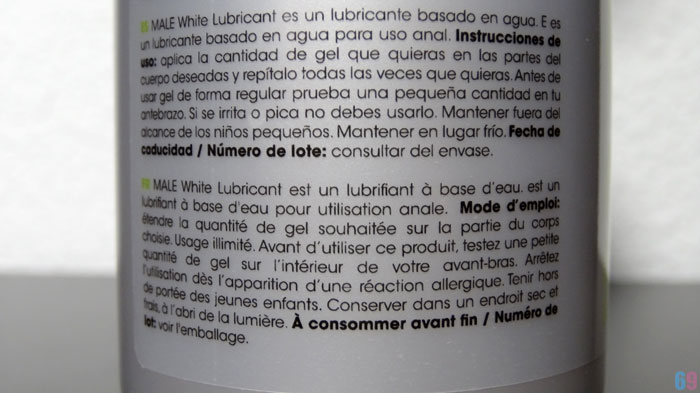 ES MALE White Lubricant es un lubricante basado en agua. E es
un lubricante basado en agua para uso anal. Instrucciones de
uso: aplica la cantidad de gel que quieras en las partes del
cuerpo deseadas y repítalo todas las veces que quieras. Antes de
usar gel de forma regular prueba una pequeña cantidad en tu
antebrazo. Si se irrita o pica no debes usarlo. Mantener fuera del
alcance de los niños pequeños. Mantener en lugar frío. Fecha de
caducidad / Número de lote: consultar del envase.
FR MALE White Lubricant est un lubrifiant à base d'eau. est un
lubrifiant à base d'eau pour utilisation anale. Mode d'emploi:
étendre la quantité de gel souhaitée sur la partie du corps
choisie. Usage illimité. Avant d'utiliser ce produit, testez une petite
quantité de gel sur l'intérieur de votre avant-bras. Arrêtez
l'utilisation dès l'apparition d'une réaction allergique. Tenir hors
de portée des jeunes enfants. Conserver dans un endroit sec et
frais, à l'abri de la lumière. À consommer avant fin / Numéro de
lot: voir l'emballage.
69